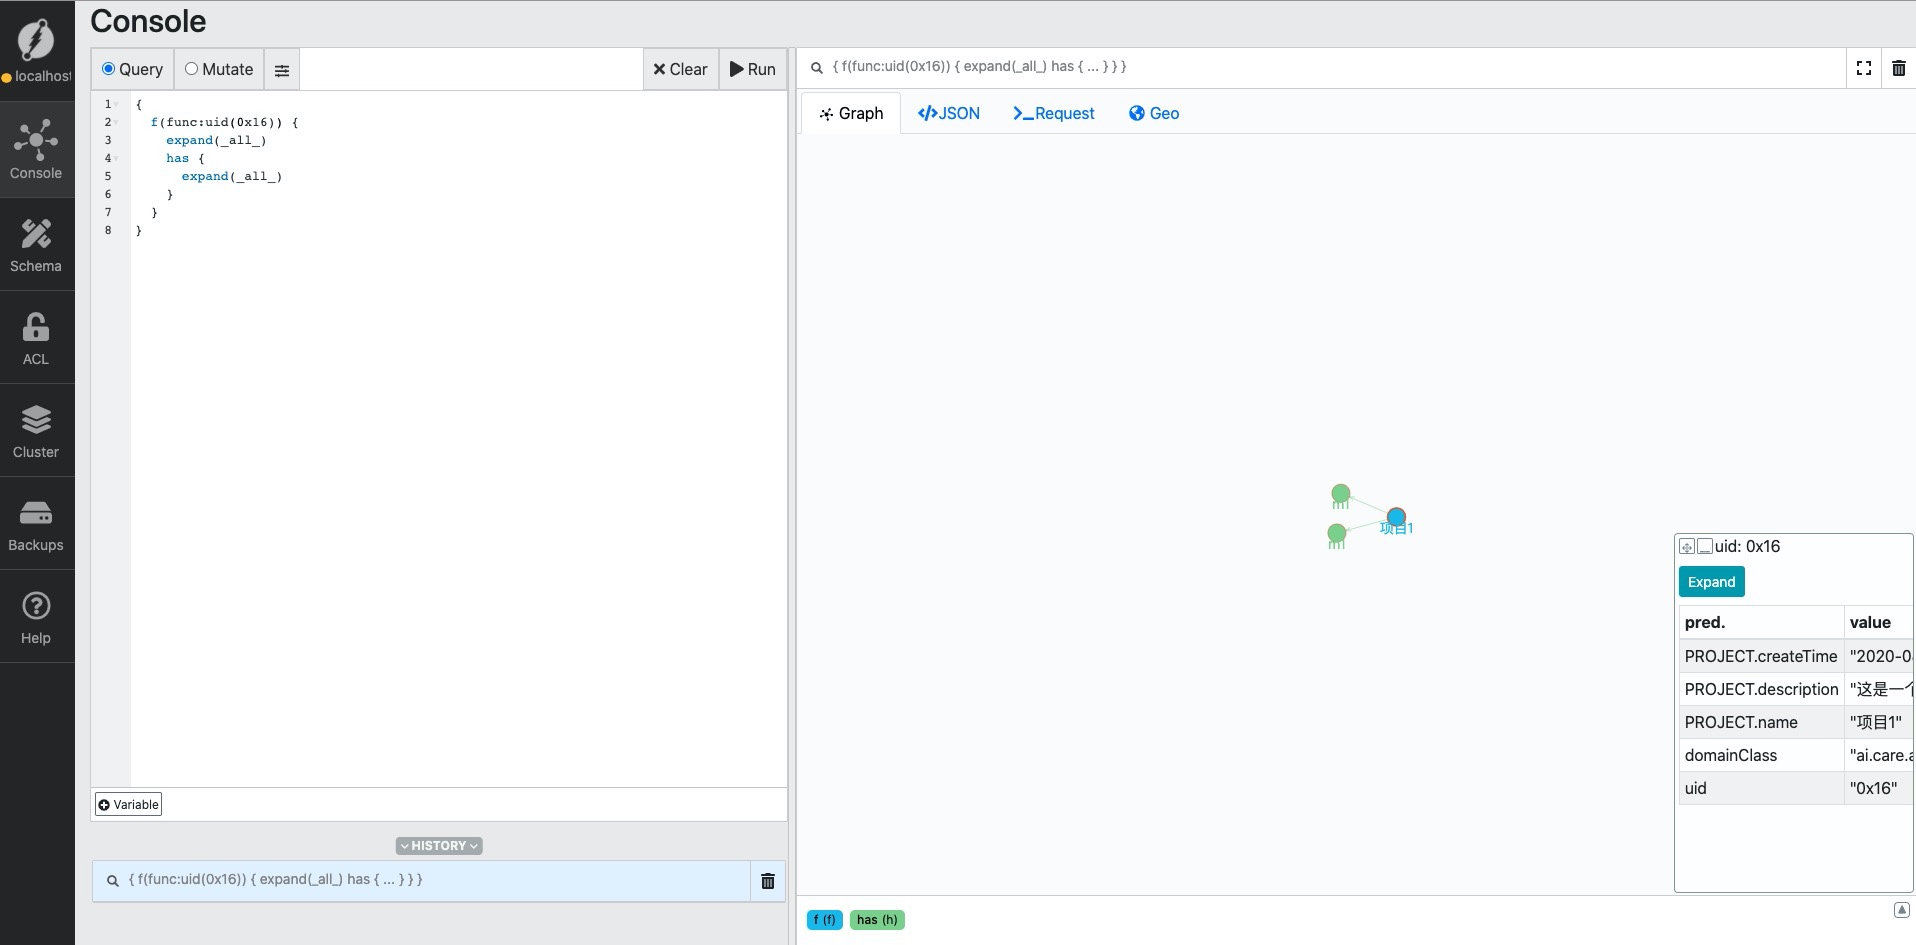 Console
localhost
Console
Schema
ACL
Cluster
Backups
Help
Query
Mutate
Clear
Run
1 {
2 f(func:uid(0x16)) {
3 expand(_all_)
4 has {
5 expand(_all_)
6 }
7 }
8 }
Variable
HISTORY
{ f(func:uid(0x16)) { expand(_all_) has { ... } } }
{ f(func:uid(0x16)) { expand(_all_) has { ... } } }
Graph
JSON
Request
Geo
项目1
uid: 0x16
Expand
pred. value
PROJECT.createTime "2020-0
PROJECT.description "这是一个
PROJECT.name "项目1"
domainClass "ai.care.a
uid "0x16"
f (f)
has (h)